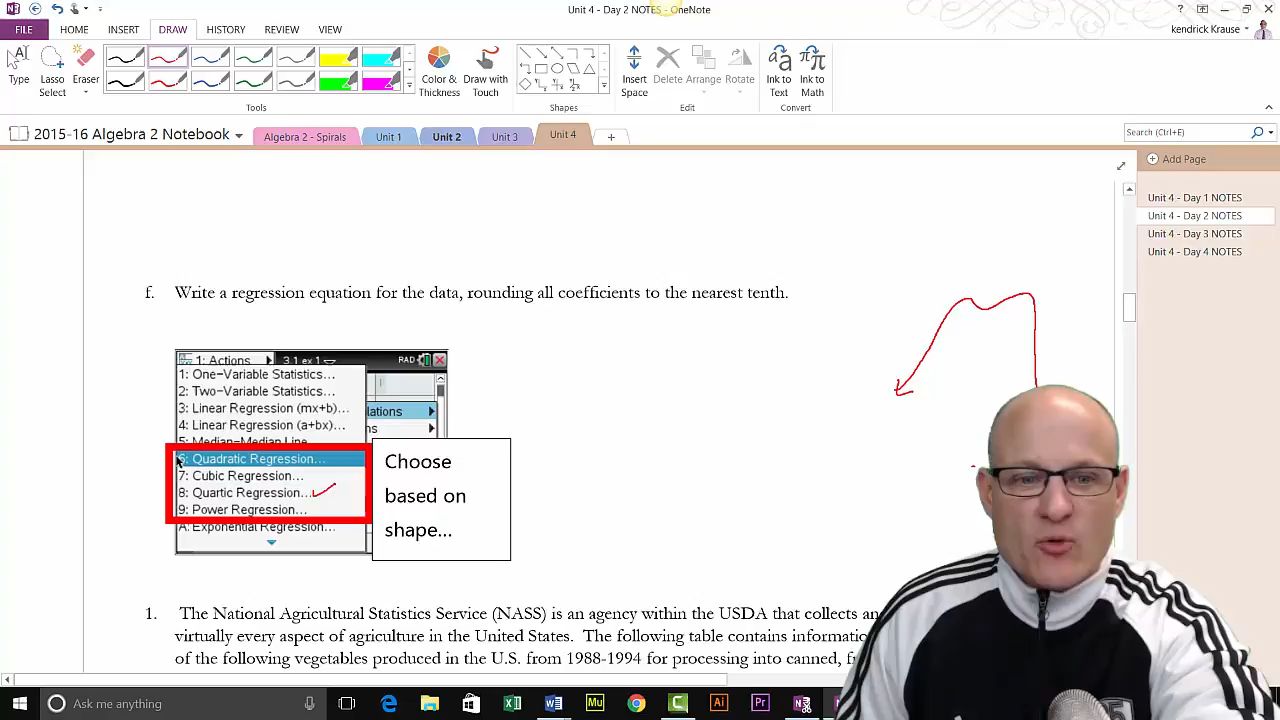 Unit 4 - Day 2 NOTES - OneNote
FILE HOME INSERT DRAW HISTORY REVIEW VIEW
kendrick Krause
Type
Lasso Select
Eraser
Color & Thickness
Draw with Touch
Insert Space
Delete
Arrange
Rotate
Ink to Text
Ink to Math
Tools
Shapes
Edit
Convert
2015-16 Algebra 2 Notebook
Algebra 2 - Spirals
Unit 1
Unit 2
Unit 3
Unit 4
Search (Ctrl+E)
Add Page
Unit 4 - Day 1 NOTES
Unit 4 - Day 2 NOTES
Unit 4 - Day 3 NOTES
Unit 4 - Day 4 NOTES
f. Write a regression equation for the data, rounding all coefficients to the nearest tenth.
1: Actions 3.1 ex 1 RAD
1: One-Variable Statistics...
2: Two-Variable Statistics...
3: Linear Regression (mx+b)...
4: Linear Regression (a+bx)...
5: Median-Median Line
6: Quadratic Regression...
7: Cubic Regression...
8: Quartic Regression...
9: Power Regression...
A: Exponential Regression...
Choose
based on
shape...
1. The National Agricultural Statistics Service (NASS) is an agency within the USDA that collects
virtually every aspect of agriculture in the United States. The following table contains
of the following vegetables produced in the U.S. from 1988-1994 for processing into canned,
Ask me anything